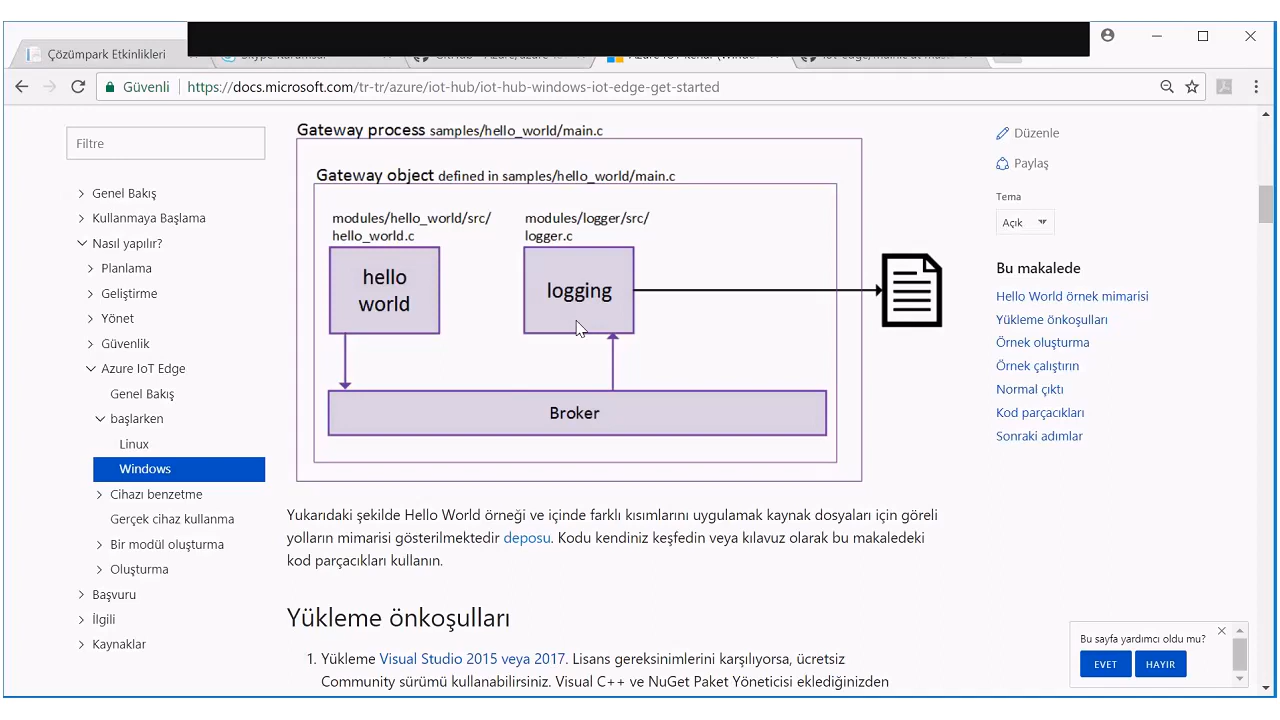 Çözümpark Etkinlikleri
Güvenli
https://docs.microsoft.com/tr-tr/azure/iot-hub/iot-hub-windows-iot-edge-get-started
Filtre
Genel Bakış
Kullanmaya Başlama
Nasıl yapılır?
Planlama
Geliştirme
Yönet
Güvenlik
Azure IoT Edge
Genel Bakış
başlarken
Linux
Windows
Cihazı benzetme
Gerçek cihaz kullanma
Bir modül oluşturma
Oluşturma
Başvuru
İlgili
Kaynaklar
Gateway process samples/hello_world/main.c
Gateway object defined in samples/hello_world/main.c
modules/hello_world/src/
hello_world.c
modules/logger/src/
logger.c
hello
world
logging
Broker
Yukarıdaki şekilde Hello World örneği ve içinde farklı kısımlarını uygulamak kaynak dosyaları için göreli
yolların mimarisi gösterilmektedir deposu. Kodu kendiniz keşfedin veya kılavuz olarak bu makaledeki
kod parçacıkları kullanın.
Yükleme önkoşulları
1. Yükleme Visual Studio 2015 veya 2017. Lisans gereksinimlerini karşılıyorsa, ücretsiz
Community sürümü kullanabilirsiniz. Visual C++ ve NuGet Paket Yöneticisi eklediğinizden
Düzenle
Paylaş
Tema
Açık
Bu makalede
Hello World örnek mimarisi
Yükleme önkoşulları
Örnek oluşturma
Örnek çalıştırın
Normal çıktı
Kod parçacıkları
Sonraki adımlar
Bu sayfa yardımcı oldu mu?
EVET
HAYIR